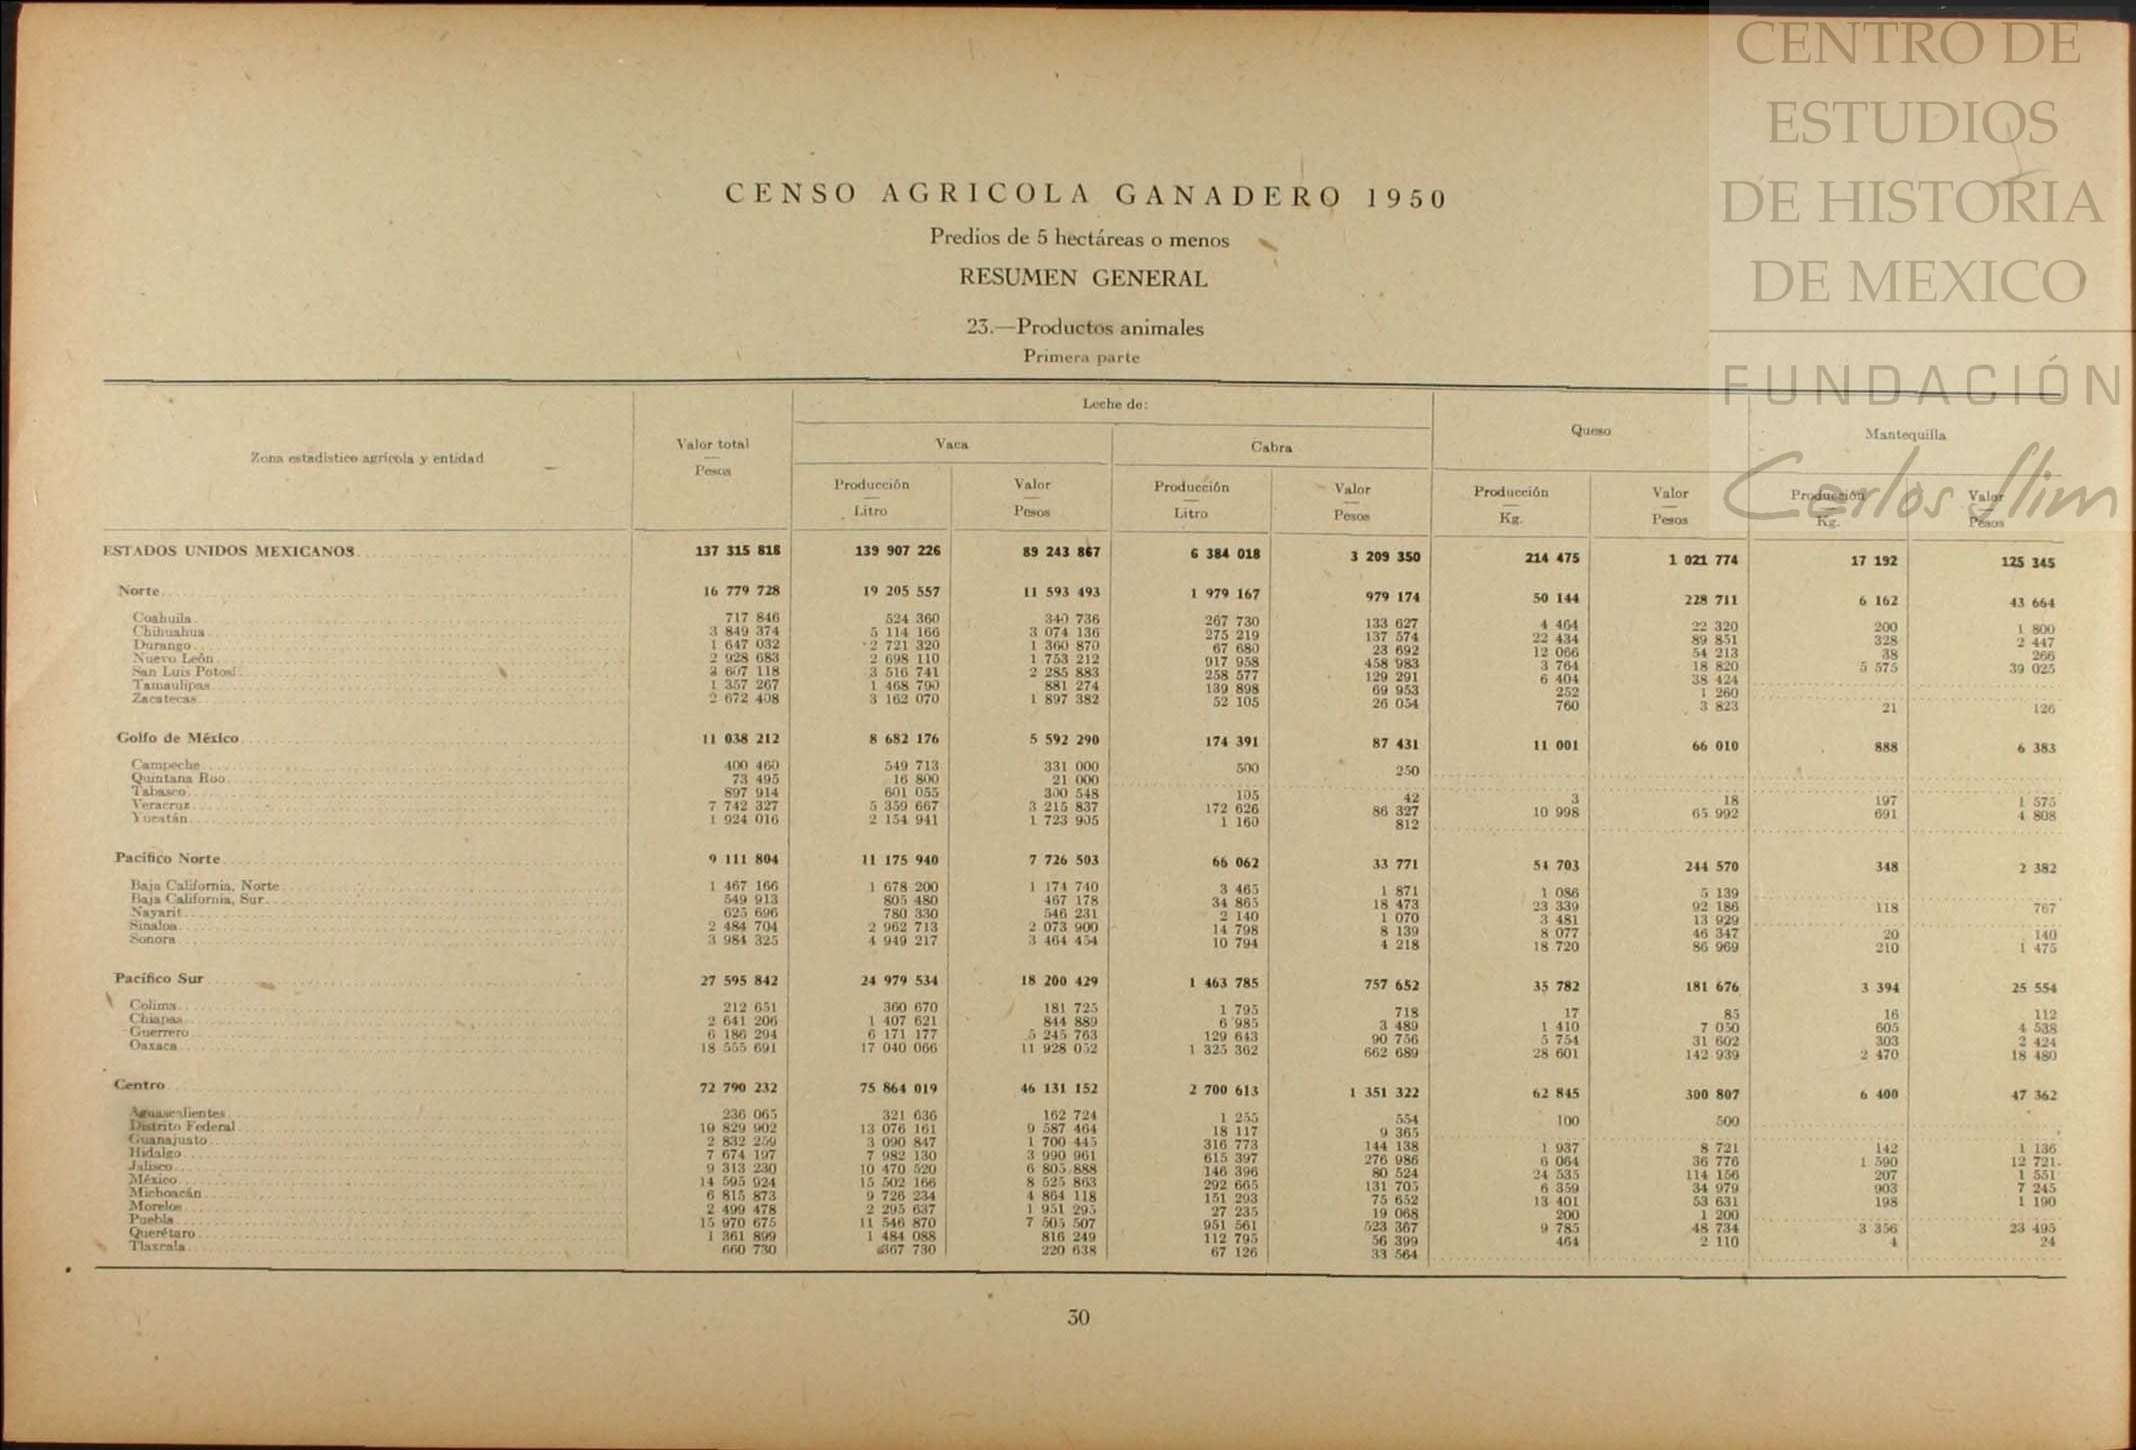 CENTRO DE
ESTUDIOS
DE HISTORIA
DE MEXICO
FUNDACIÓN
Carlos Slim
CENSO AGRICOLA GANADERO 1950
Predios de 5 hectáreas o menos
RESUMEN GENERAL
23.—Productos animales
Primera parte
Zona estadístico agrícola y entidad
Valor total
Pesos
Leche de:
Vaca
Producción
Litro
Valor
Pesos
Cabra
Producción
Litro
Valor
Pesos
Queso
Producción
Kg.
Valor
Pesos
Mantequilla
Producción
Kg.
Valor
Pesos
ESTADOS UNIDOS MEXICANOS 137 315 818 139 907 226 89 243 867 6 384 018 3 209 350 214 475 1 021 774 17 192 125 345
Norte 16 779 728 19 205 557 11 593 493 1 979 167 979 174 50 144 228 711 6 162 43 664
Coahuila 717 846 524 360 340 736 267 730 133 627 4 464 22 320 200 1 800
Chihuahua 3 849 374 5 114 166 3 074 136 275 219 137 574 22 434 89 851 328 2 447
Durango 1 647 032 2 721 320 1 360 870 67 680 23 692 12 066 54 213 38 266
Nuevo León 2 928 683 2 698 110 1 753 212 917 958 458 983 3 764 18 820 5 575 39 025
San Luis Potosí 3 607 118 3 516 741 2 285 883 258 577 129 291 6 404 38 424
Tamaulipas 1 357 267 1 468 790 881 274 139 898 69 953 252 1 260
Zacatecas 2 672 408 3 162 070 1 897 382 52 105 26 054 760 3 823 21 126
Golfo de México 11 038 212 8 682 176 5 592 290 174 391 87 431 11 001 66 010 888 6 383
Campeche 400 460 549 713 331 000 500 250
Quintana Roo 73 495 16 800 21 000
Tabasco 897 914 601 055 300 548 105 42 3 18 197 1 575
Veracruz 7 742 327 5 359 667 3 215 837 172 626 86 327 10 998 65 992 691 4 808
Yucatán 1 924 016 2 154 941 1 723 905 1 160 812
Pacífico Norte 9 111 804 11 175 940 7 726 503 66 062 33 771 54 703 244 570 348 2 382
Baja California, Norte 1 467 166 1 678 200 1 174 740 3 465 1 871 1 086 5 139
Baja California, Sur 549 913 805 480 467 178 34 865 18 473 23 339 92 186 118 767
Nayarit 625 696 780 330 546 231 2 140 1 070 3 481 13 929
Sinaloa 2 484 704 2 962 713 2 073 900 14 798 8 139 8 077 46 347 20 140
Sonora 3 984 325 4 949 217 3 464 454 10 794 4 218 18 720 86 969 210 1 475
Pacífico Sur 27 595 842 24 979 534 18 200 429 1 463 785 757 652 35 782 181 676 3 394 25 554
Colima 212 651 360 670 181 725 1 795 718 17 85 16 112
Chiapas 2 641 206 1 407 621 844 889 6 985 3 489 1 410 7 050 605 4 538
Guerrero 6 186 294 6 171 177 5 245 763 129 643 90 756 5 754 31 602 303 2 424
Oaxaca 18 555 691 17 040 066 11 928 052 1 325 362 662 689 28 601 142 939 2 470 18 480
Centro 72 790 232 75 864 019 46 131 152 2 700 613 1 351 322 62 845 300 807 6 400 47 362
Aguascalientes 236 065 321 636 162 724 1 255 554 100 500
Distrito Federal 10 829 902 13 076 161 9 587 464 18 117 9 365
Guanajuato 2 832 259 3 090 847 1 700 445 316 773 144 138 1 937 8 721 142 1 136
Hidalgo 7 674 197 7 982 130 3 990 961 615 397 276 986 6 064 36 776 1 590 12 721
Jalisco 9 313 230 10 470 520 6 805 888 146 396 80 524 24 535 114 156 207 1 551
México 14 595 924 15 502 166 8 525 863 292 665 131 705 6 359 34 979 903 7 245
Michoacán 6 815 873 9 726 234 4 864 118 151 293 75 652 13 401 53 631 198 1 190
Morelos 2 499 478 2 295 637 1 951 295 27 235 19 068 200 1 200
Puebla 15 970 675 11 546 870 7 505 507 951 561 523 367 9 785 48 734 3 356 23 495
Querétaro 1 361 899 1 484 088 816 249 112 795 56 399 464 2 110 4 24
Tlaxcala 660 730 367 730 220 638 67 126 33 564
30